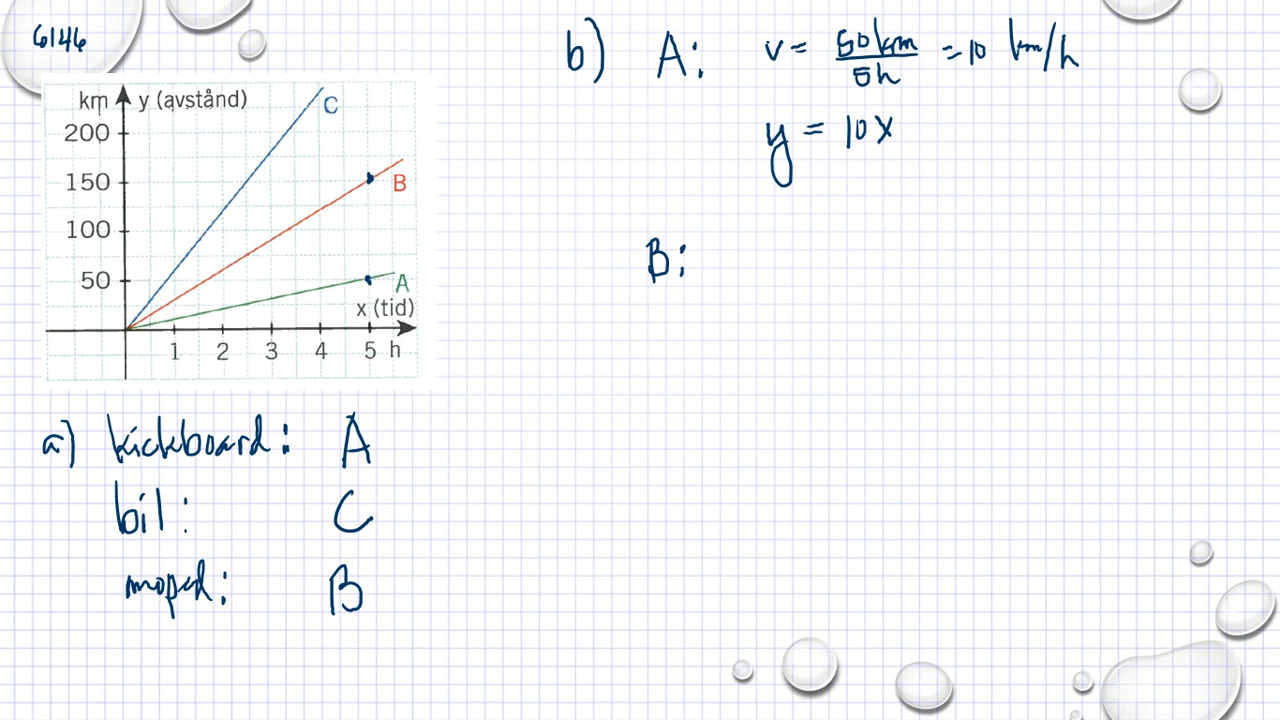 6146
km y (avstånd)
C
200
150
B
100
50
A
x (tid)
1 2 3 4 5 h
a) kickboard: A
bil: C
moped: B
b) A: v = 50 km / 5h = 10 km/h
y = 10x
B: